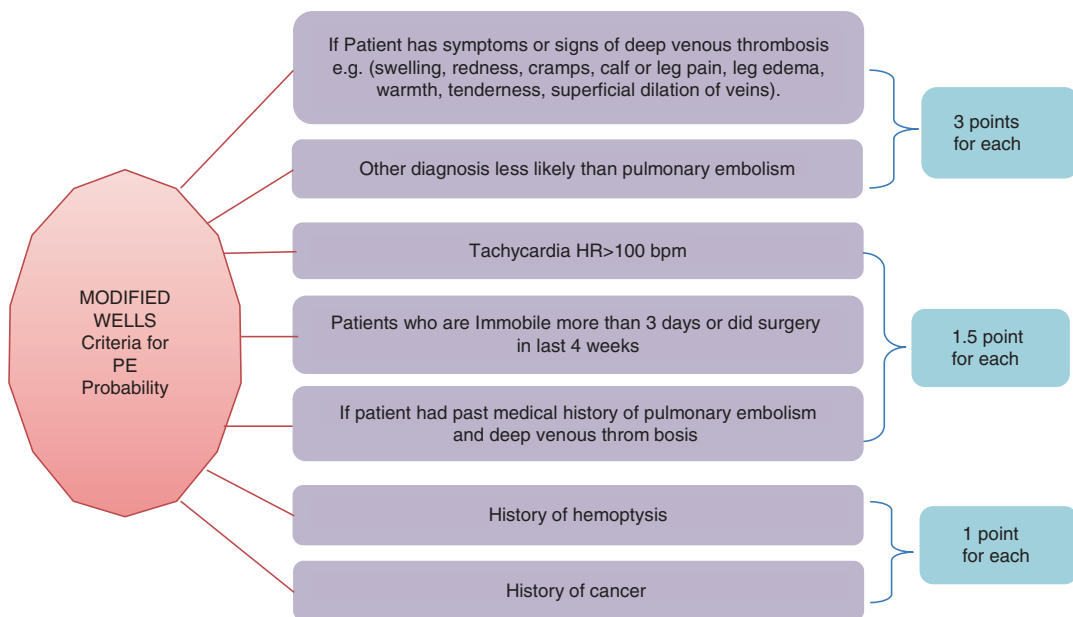 If Patient has symptoms or signs of deep venous thrombosis
e.g. (swelling, redness, cramps, calf or leg pain, leg edema,
warmth, tenderness, superficial dilation of veins).
3 points
for each
Other diagnosis less likely than pulmonary embolism
Tachycardia HR>100 bpm
MODIFIED
WELLS
Criteria for
PE
Probability
Patients who are Immobile more than 3 days or did surgery
in last 4 weeks
1.5 point
for each
If patient had past medical history of pulmonary embolism
and deep venous throm bosis
History of hemoptysis
1 point
for each
History of cancer